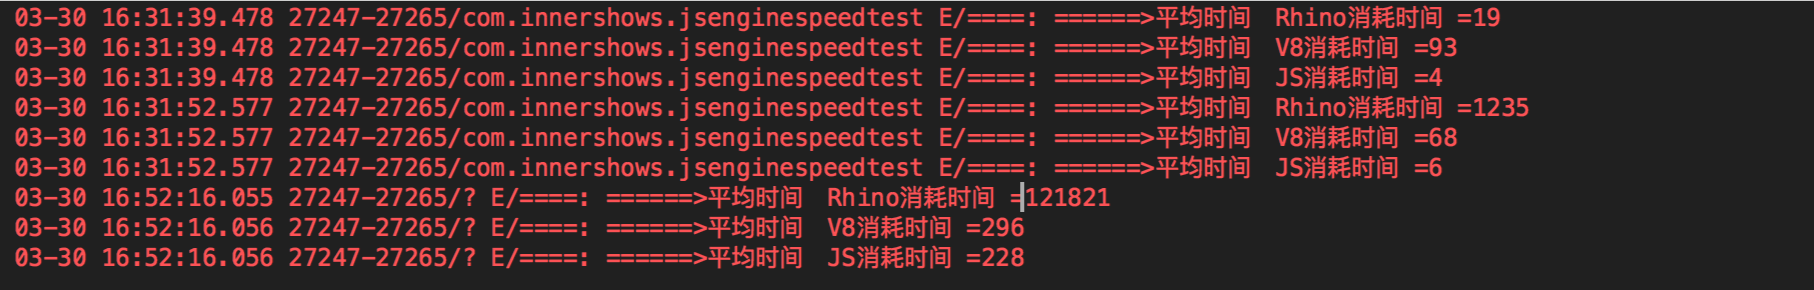 03-30 16:31:39.478 27247-27265/com.innershows.jsenginespeedtest E/====: ======>平均时间  Rhino消耗时间 =19
03-30 16:31:39.478 27247-27265/com.innershows.jsenginespeedtest E/====: ======>平均时间  V8消耗时间 =93
03-30 16:31:39.478 27247-27265/com.innershows.jsenginespeedtest E/====: ======>平均时间  JS消耗时间 =4
03-30 16:31:52.577 27247-27265/com.innershows.jsenginespeedtest E/====: ======>平均时间  Rhino消耗时间 =1235
03-30 16:31:52.577 27247-27265/com.innershows.jsenginespeedtest E/====: ======>平均时间  V8消耗时间 =68
03-30 16:31:52.577 27247-27265/com.innershows.jsenginespeedtest E/====: ======>平均时间  JS消耗时间 =6
03-30 16:52:16.055 27247-27265/? E/====: ======>平均时间  Rhino消耗时间 =121821
03-30 16:52:16.056 27247-27265/? E/====: ======>平均时间  V8消耗时间 =296
03-30 16:52:16.056 27247-27265/? E/====: ======>平均时间  JS消耗时间 =228